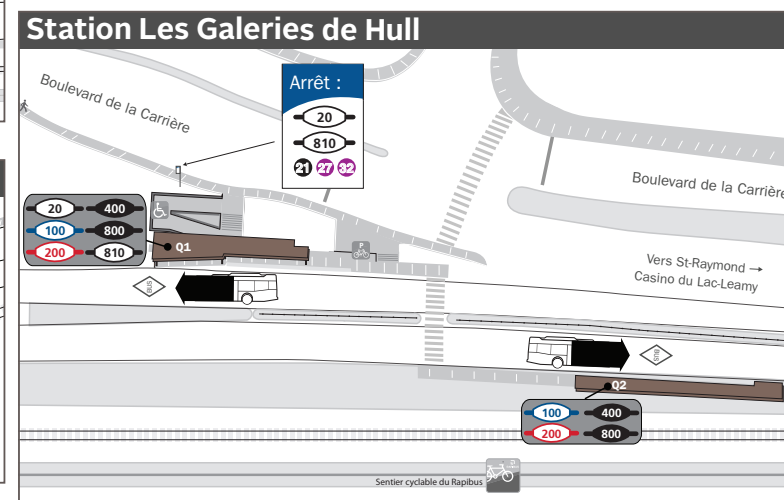 Station Les Galeries de Hull
Boulevard de la Carrière
Arrêt :
20
810
21 27 32
Boulevard de la Carrière
20 400
100 800
200 810
Q1
P
Vers St-Raymond →
Casino du Lac-Leamy
BUS
BUS
Q2
100 400
200 800
Sentier cyclable du Rapibus